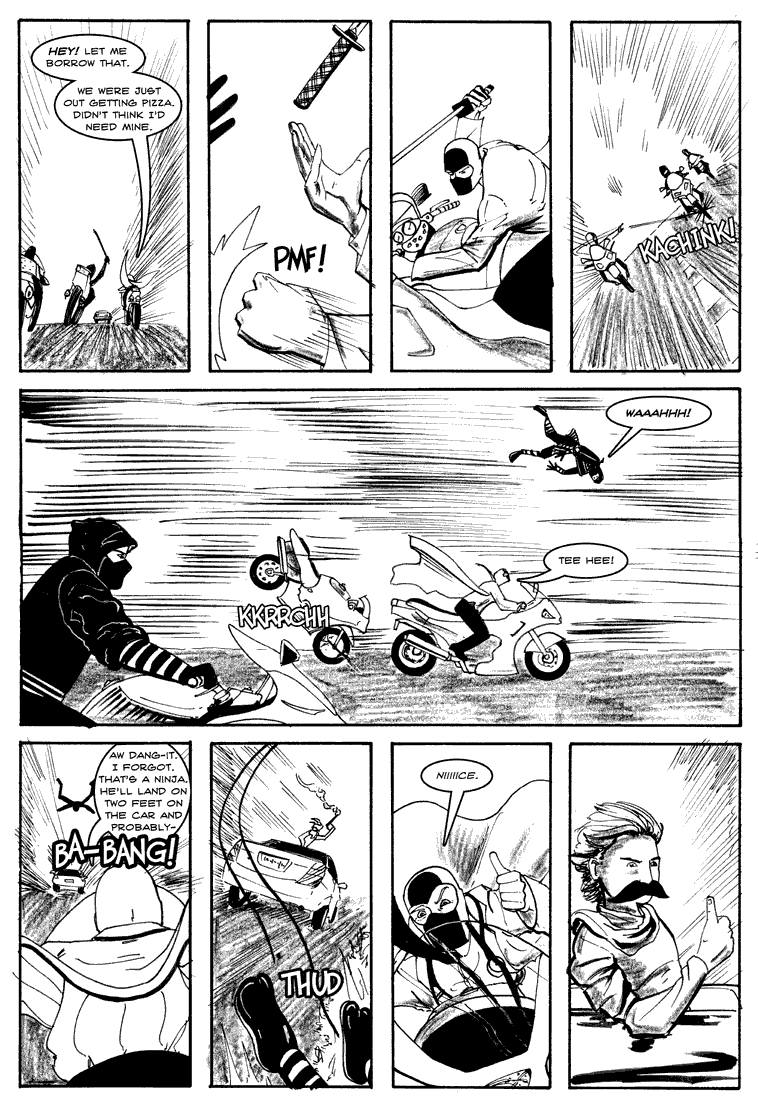 HEY! LET ME
BORROW THAT.
WE WERE JUST
OUT GETTING PIZZA.
DIDN'T THINK I'D
NEED MINE.
PMF!
KACHINK!
WAAAHHH!
TEE HEE!
KKRRCHH
AW DANG-IT.
I FORGOT.
THAT'S A NINJA.
HE'LL LAND ON
TWO FEET ON
THE CAR AND
PROBABLY-
BA-BANG!
THUD
NIIIIICE.